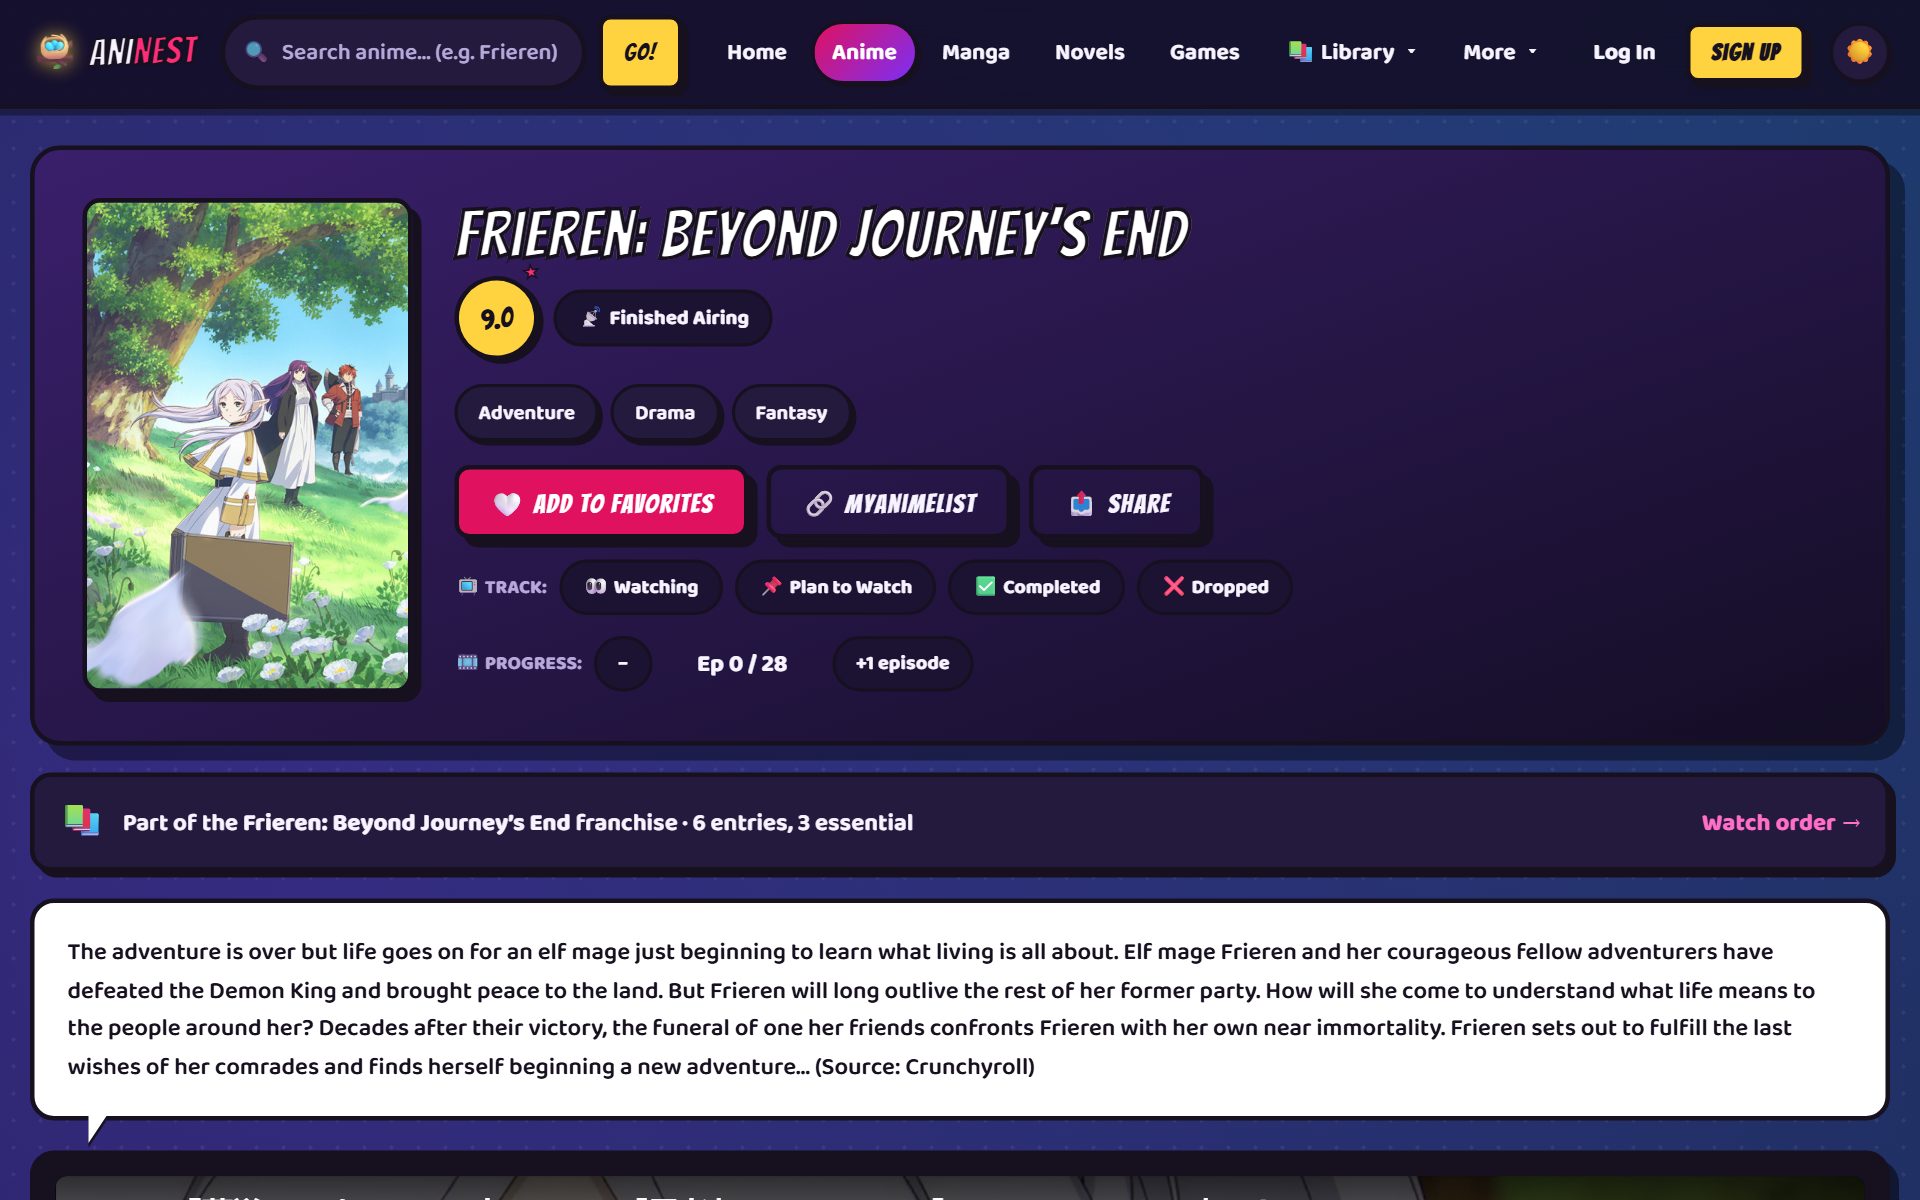 ANINEST
Search anime... (e.g. Frieren)
GO!
Home
Anime
Manga
Novels
Games
Library
More
Log In
SIGN UP
FRIEREN: BEYOND JOURNEY'S END
9.0
Finished Airing
Adventure
Drama
Fantasy
ADD TO FAVORITES
MYANIMELIST
SHARE
TRACK:
Watching
Plan to Watch
Completed
Dropped
PROGRESS:
–
Ep 0 / 28
+1 episode
Part of the Frieren: Beyond Journey's End franchise · 6 entries, 3 essential
Watch order →
The adventure is over but life goes on for an elf mage just beginning to learn what living is all about. Elf mage Frieren and her courageous fellow adventurers have
defeated the Demon King and brought peace to the land. But Frieren will long outlive the rest of her former party. How will she come to understand what life means to
the people around her? Decades after their victory, the funeral of one her friends confronts Frieren with her own near immortality. Frieren sets out to fulfill the last
wishes of her comrades and finds herself beginning a new adventure... (Source: Crunchyroll)